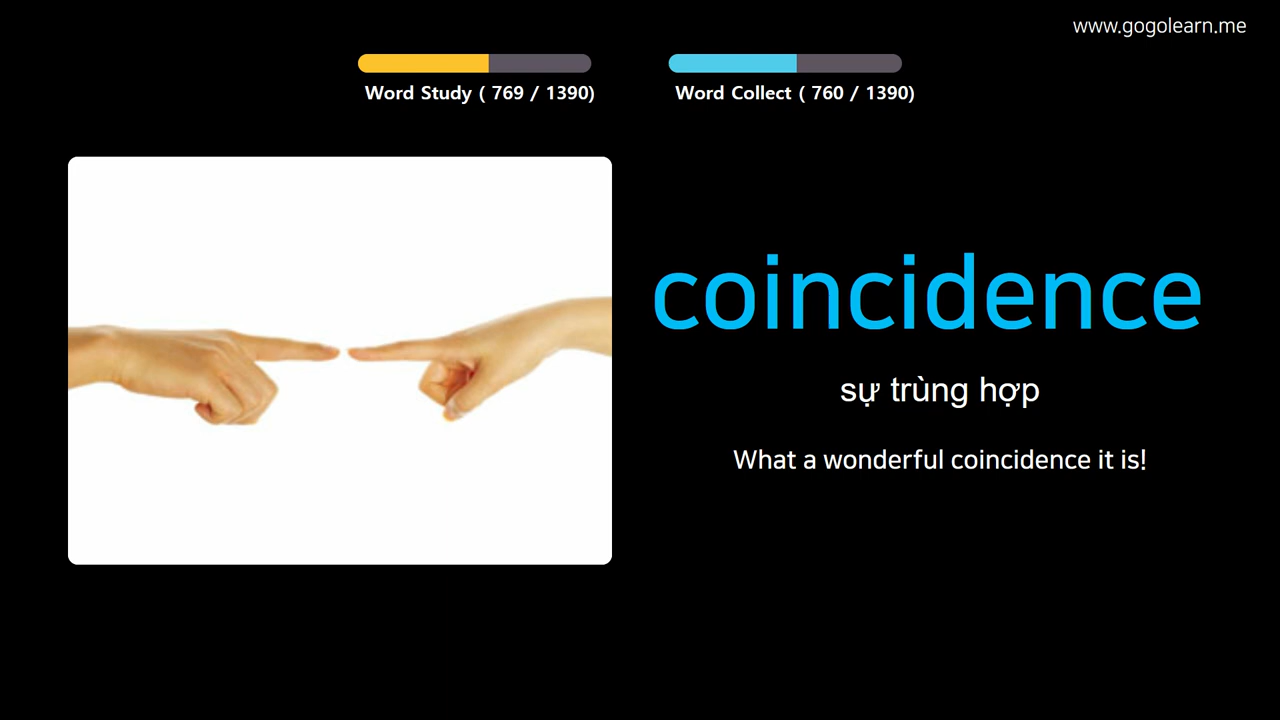 www.gogolearn.me
Word Study ( 769 / 1390)
Word Collect ( 760 / 1390)
coincidence
sự trùng hợp
What a wonderful coincidence it is!